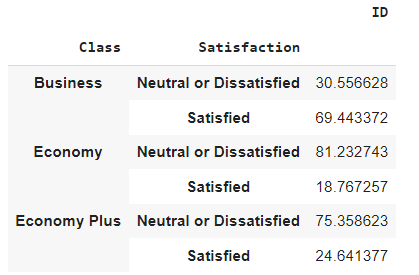 ID
Class Satisfaction
Business Neutral or Dissatisfied 30.556628
Satisfied 69.443372
Economy Neutral or Dissatisfied 81.232743
Satisfied 18.767257
Economy Plus Neutral or Dissatisfied 75.358623
Satisfied 24.641377